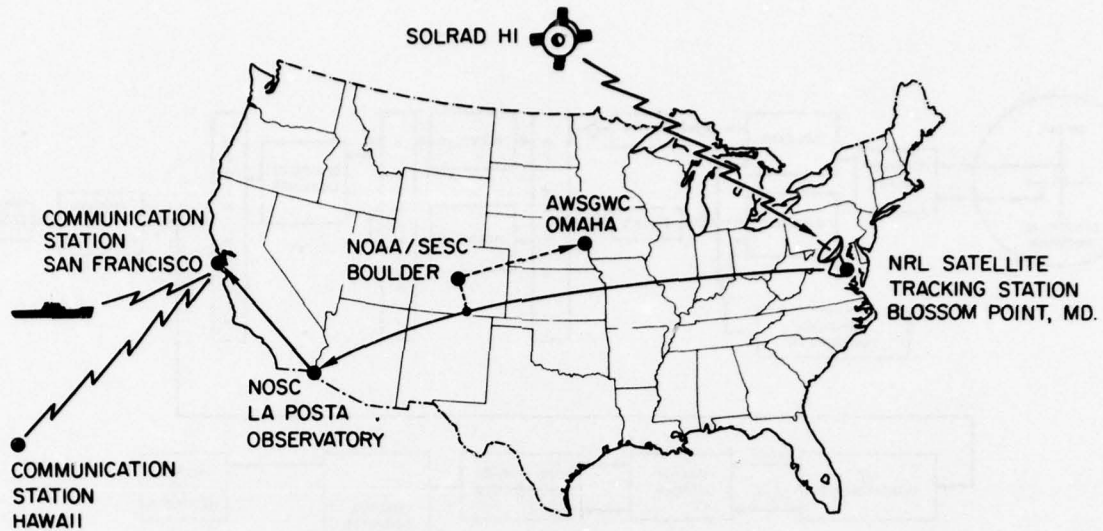 SOLRAD HI
COMMUNICATION
STATION
SAN FRANCISCO
NOAA/SESC
BOULDER
AWSGWC
OMAHA
NRL SATELLITE
TRACKING STATION
BLOSSOM POINT, MD.
NOSC
LA POSTA
OBSERVATORY
COMMUNICATION
STATION
HAWAII